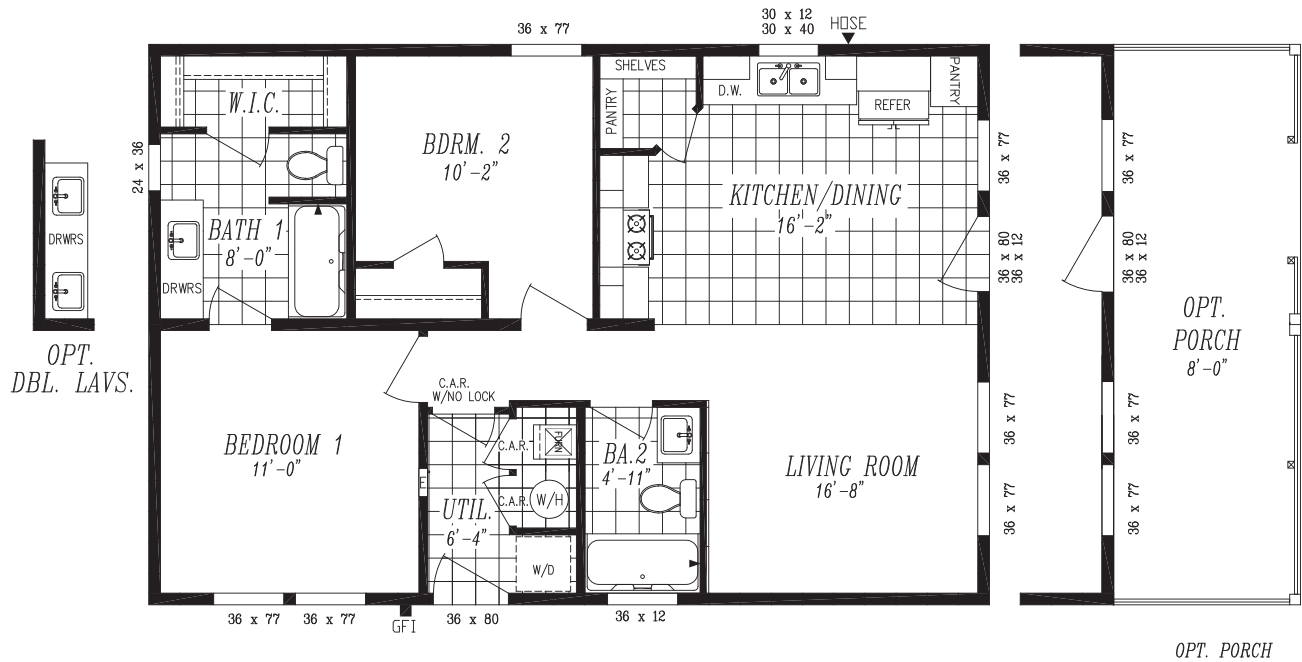 36 x 77
30 x 12
30 x 40
HOSE
SHELVES
PANTRY
D.W.
REFER
PANTRY
W.I.C.
BDRM. 2
10'-2"
24 x 36
KITCHEN/DINING
16'-2"
36 x 77
36 x 77
DRWRS
BATH 1
8'-0"
DRWRS
36 x 80
36 x 12
36 x 80
36 x 12
OPT.
DBL. LAVS.
OPT.
PORCH
8'-0"
C.A.R.
W/NO LOCK
36 x 77
36 x 77
BEDROOM 1
11'-0"
C.A.R.
FURN
BA.2
4'-11"
LIVING ROOM
16'-8"
E
C.A.R.
W/H
UTIL.
6'-4"
36 x 77
36 x 77
W/D
36 x 77
36 x 77
GFI
36 x 80
36 x 12
OPT. PORCH